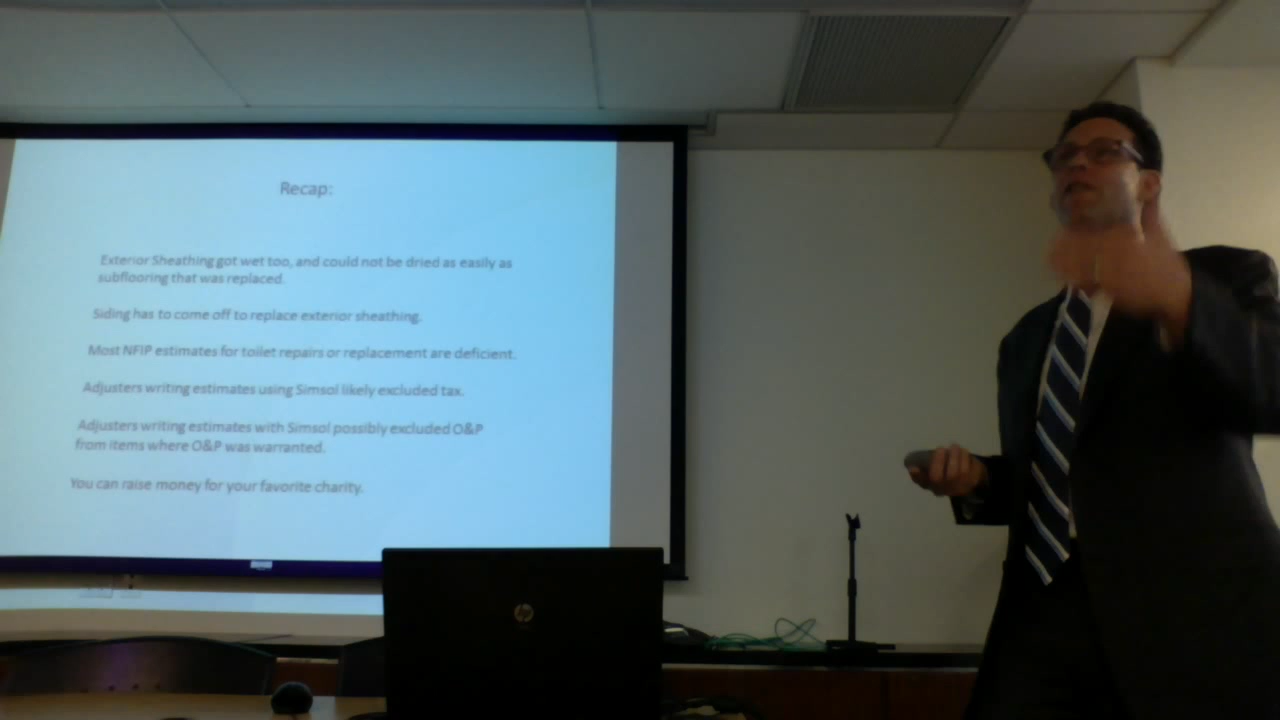 Recap:
Exterior Sheathing got wet too, and could not be dried as easily as
subflooring that was replaced.
Siding has to come off to replace exterior sheathing.
Most NFIP estimates for toilet repairs or replacement are deficient.
Adjusters writing estimates using Simsol likely excluded tax.
Adjusters writing estimates with Simsol possibly excluded O&P
from items where O&P was warranted.
You can raise money for your favorite charity.
hp